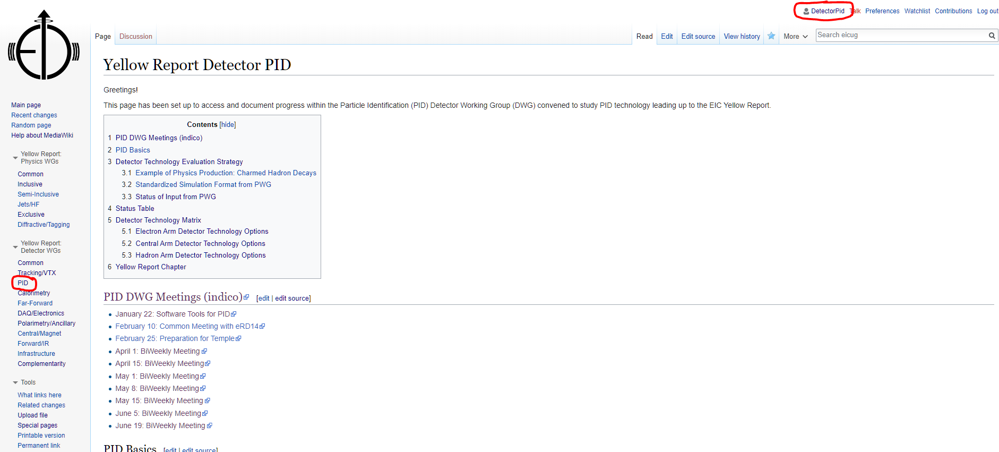 DetectorPid Talk Preferences Watchlist Contributions Log out
Page Discussion Read Edit Edit source View history More Search eicug
Yellow Report Detector PID
Greetings!
This page has been set up to access and document progress within the Particle Identification (PID) Detector Working Group (DWG) convened to study PID technology leading up to the EIC Yellow Report.
Main page
Recent changes
Random page
Help about MediaWiki
Yellow Report:
Physics WGs
Common
Inclusive
Semi-Inclusive
Jets/HF
Exclusive
Diffractive/Tagging
Yellow Report:
Detector WGs
Common
Tracking/VTX
PID
Calorimetry
Far-Forward
DAQ/Electronics
Polarimetry/Ancillary
Central/Magnet
Forward/IR
Infrastructure
Complementarity
Tools
What links here
Related changes
Upload file
Special pages
Printable version
Permanent link
Contents [hide]
1 PID DWG Meetings (indico)
2 PID Basics
3 Detector Technology Evaluation Strategy
3.1 Example of Physics Production: Charmed Hadron Decays
3.2 Standardized Simulation Format from PWG
3.3 Status of Input from PWG
4 Status Table
5 Detector Technology Matrix
5.1 Electron Arm Detector Technology Options
5.2 Central Arm Detector Technology Options
5.3 Hadron Arm Detector Technology Options
6 Yellow Report Chapter
PID DWG Meetings (indico) [edit | edit source]
• January 22: Software Tools for PID
• February 10: Common Meeting with eRD14
• February 25: Preparation for Temple
• April 1: BiWeekly Meeting
• April 15: BiWeekly Meeting
• May 1: BiWeekly Meeting
• May 8: BiWeekly Meeting
• May 15: BiWeekly Meeting
• June 5: BiWeekly Meeting
• June 19: BiWeekly Meeting
PID Basics [edit | edit source]